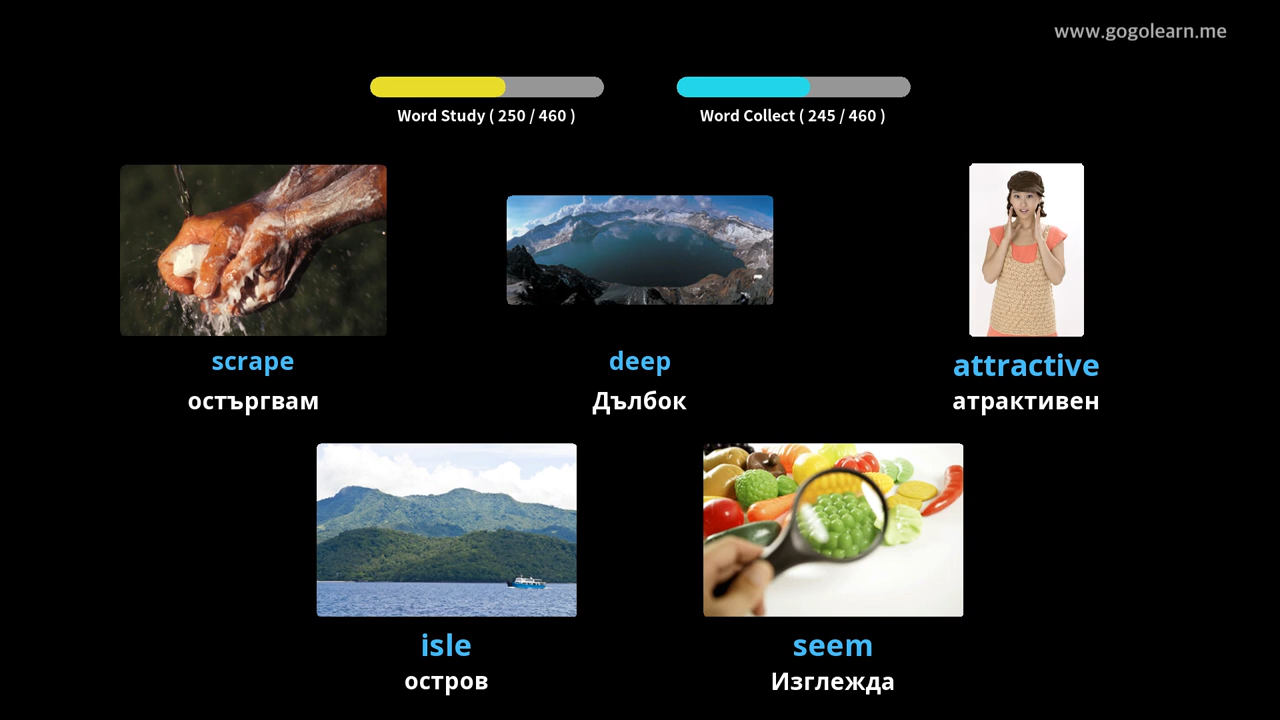 www.gogolearn.me
Word Study ( 250 / 460 )
Word Collect ( 245 / 460 )
scrape
остъргвам
deep
Дълбок
attractive
атрактивен
isle
остров
seem
Изглежда